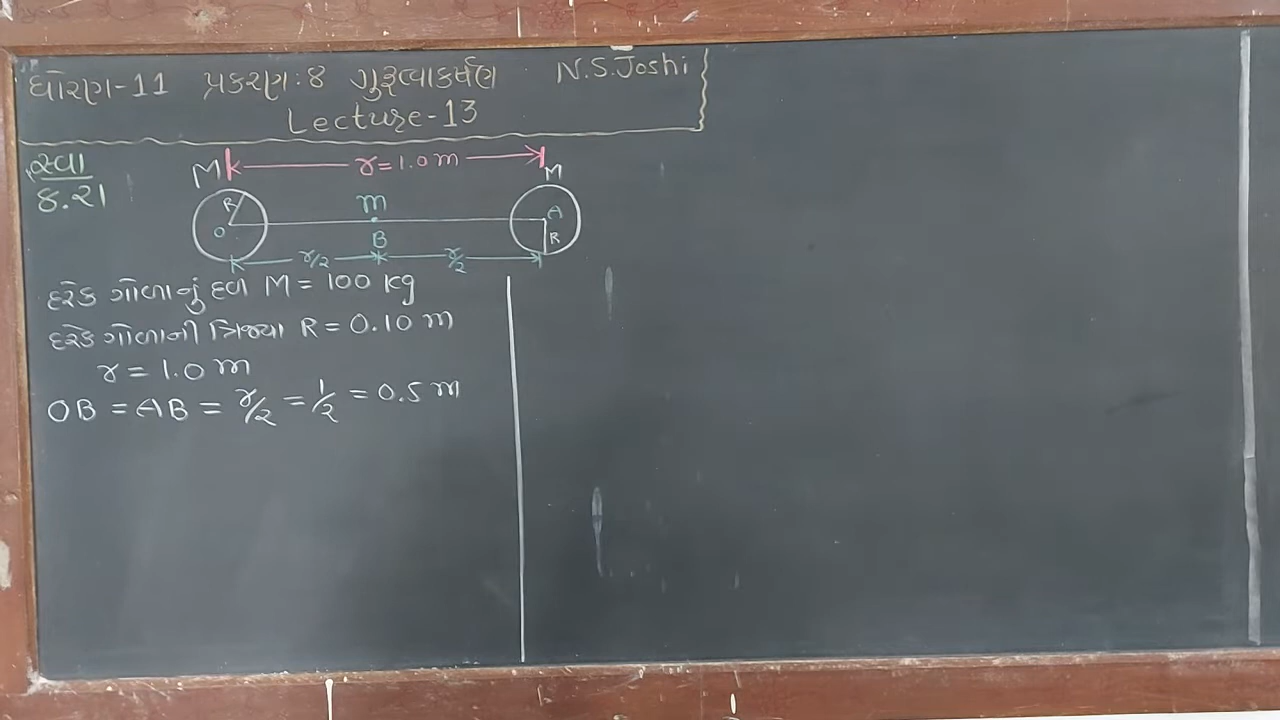 ધોરણ-11 પ્રકરણ:8 ગુરૂત્વાકર્ષણ N.S.Joshi
Lecture-13
સ્વા
8.21
M r=1.0m M
R m A
O B R
r/2 r/2
દરેક ગોળાનું દળ M = 100 kg
દરેક ગોળાની ત્રિજ્યા R = 0.10 m
r = 1.0 m
OB = AB = r/2 = 1/2 = 0.5 m